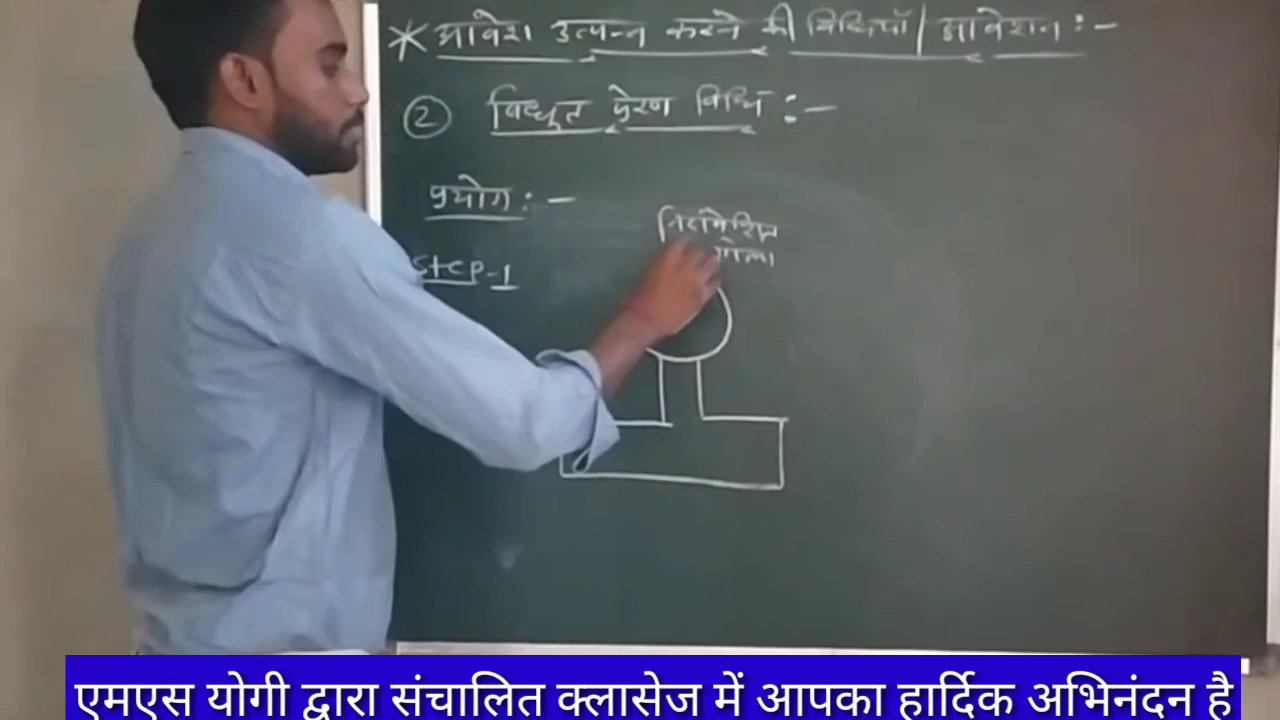 * आवेश उत्पन्न करने की विधियाँ / आवेशन :-
② विद्धुत प्रेरण विधि :-
प्रयोग :-
निरावेशित
गोला
Step-1
एमएस योगी द्वारा संचालित क्लासेज में आपका हार्दिक अभिनंदन है